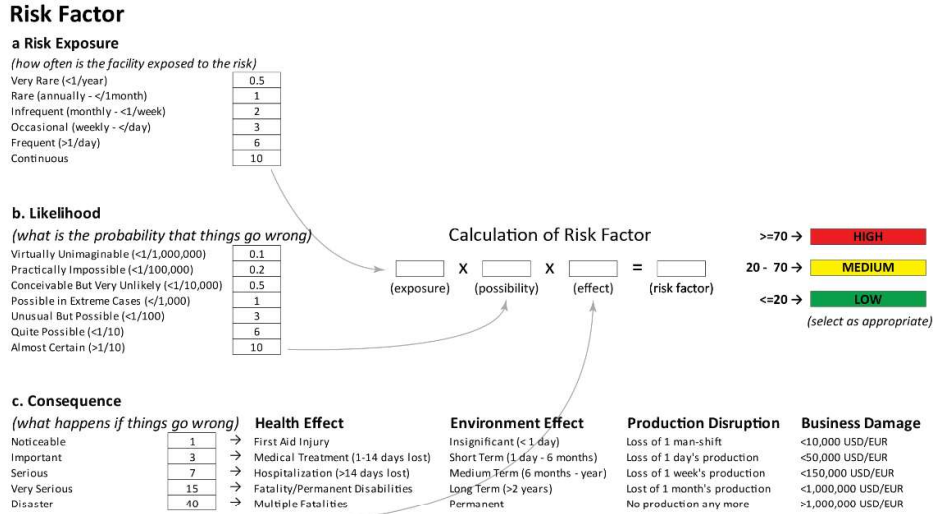 Risk Factor
a Risk Exposure
(how often is the facility exposed to the risk)
Very Rare (<1/year) 0.5
Rare (annually - </1month) 1
Infrequent (monthly - <1/week) 2
Occasional (weekly - </day) 3
Frequent (>1/day) 6
Continuous 10
b. Likelihood
(what is the probability that things go wrong)
Virtually Unimaginable (<1/1,000,000) 0.1
Practically Impossible (<1/100,000) 0.2
Conceivable But Very Unlikely (<1/10,000) 0.5
Possible in Extreme Cases (</1,000) 1
Unusual But Possible (<1/100) 3
Quite Possible (<1/10) 6
Almost Certain (>1/10) 10
Calculation of Risk Factor
x x =
(exposure) (possibility) (effect) (risk factor)
>=70 → HIGH
20 - 70 → MEDIUM
<=20 → LOW
(select as appropriate)
c. Consequence
(what happens if things go wrong) Health Effect Environment Effect Production Disruption Business Damage
Noticeable 1 → First Aid Injury Insignificant (< 1 day) Loss of 1 man-shift <10,000 USD/EUR
Important 3 → Medical Treatment (1-14 days lost) Short Term (1 day - 6 months) Loss of 1 day's production <50,000 USD/EUR
Serious 7 → Hospitalization (>14 days lost) Medium Term (6 months - year) Loss of 1 week's production <150,000 USD/EUR
Very Serious 15 → Fatality/Permanent Disabilities Long Term (>2 years) Lost of 1 month's production <1,000,000 USD/EUR
Disaster 40 → Multiple Fatalities Permanent No production any more >1,000,000 USD/EUR